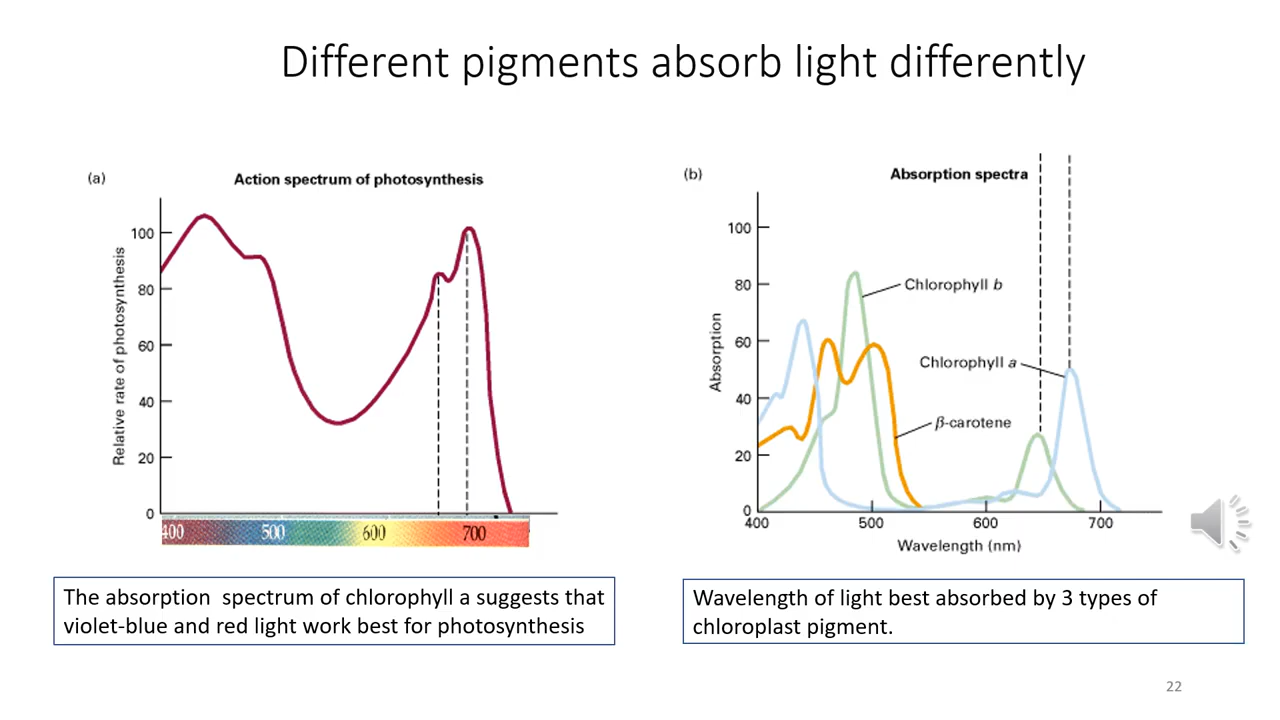 Different pigments absorb light differently
(a)
Action spectrum of photosynthesis
Relative rate of photosynthesis
100
80
60
40
20
0
400 500 600 700
(b)
Absorption spectra
Absorption
100
80
60
40
20
0
Chlorophyll b
Chlorophyll a
β-carotene
400 500 600 700
Wavelength (nm)
The absorption spectrum of chlorophyll a suggests that
violet-blue and red light work best for photosynthesis
Wavelength of light best absorbed by 3 types of
chloroplast pigment.
22